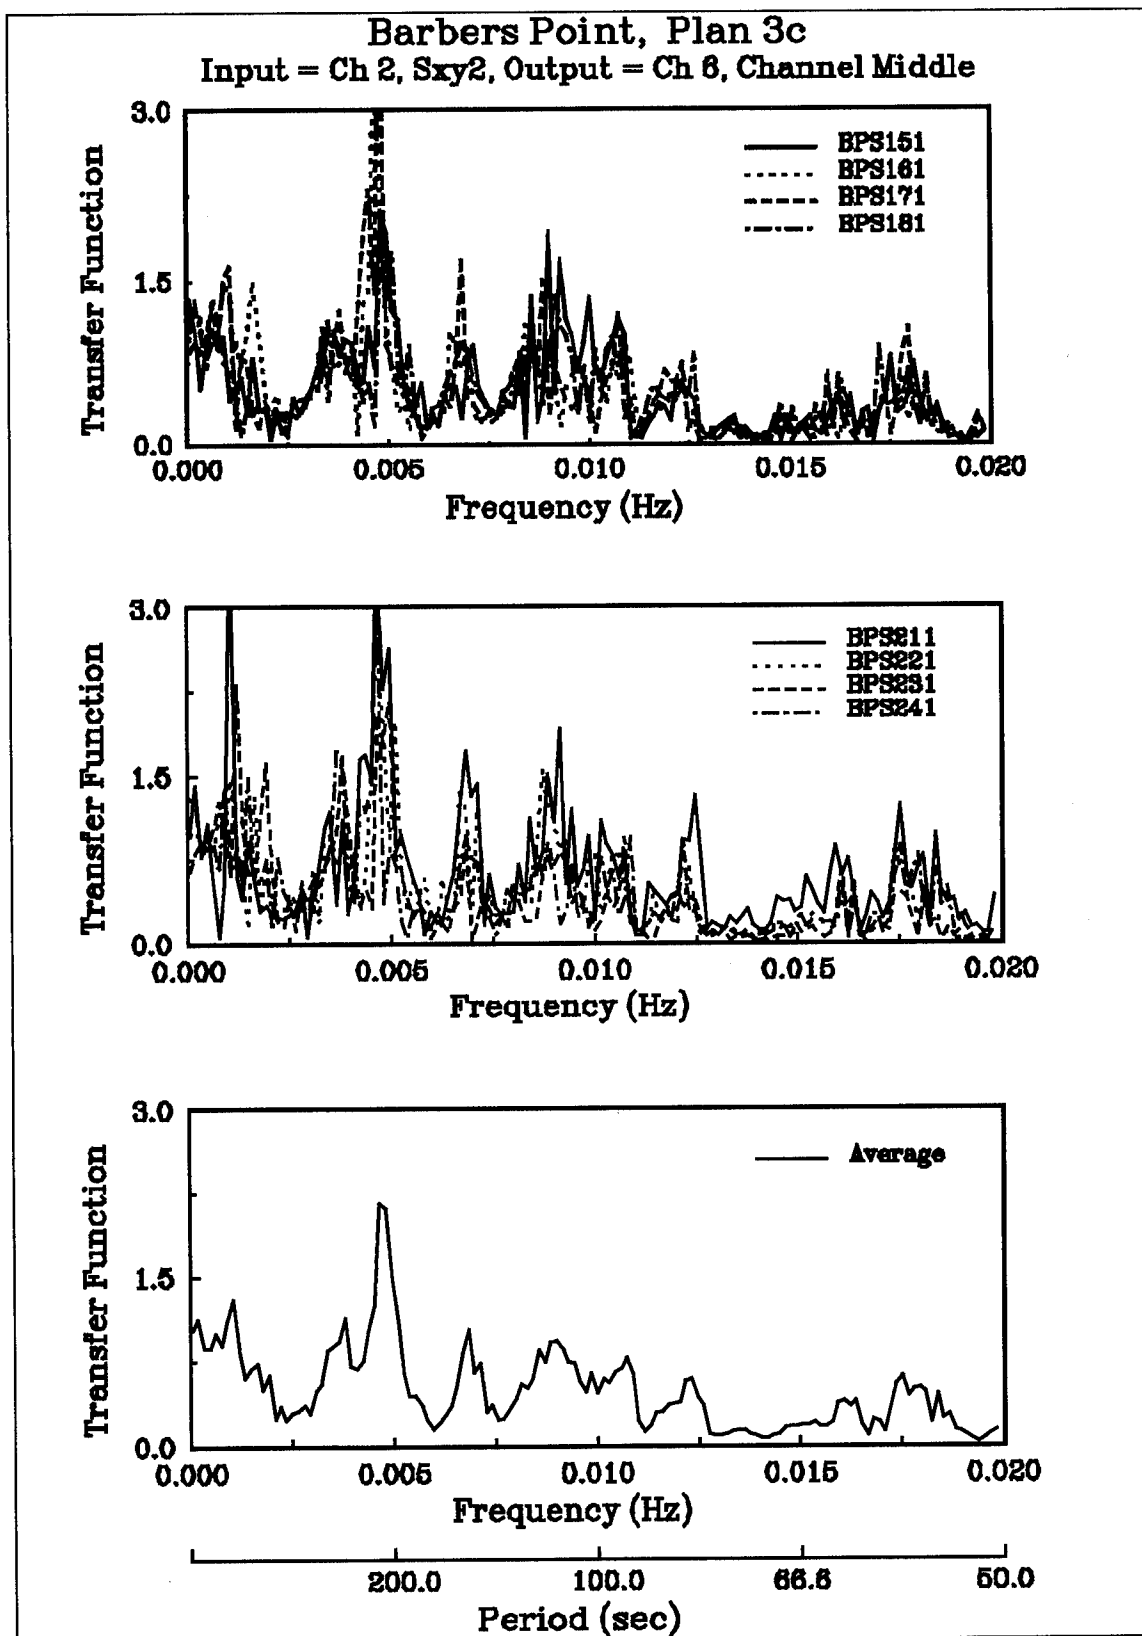 Barbers Point, Plan 3c
Input = Ch 2, Sxy2, Output = Ch 6, Channel Middle
3.0
1.5
0.0
Transfer Function
BPS151
BPS161
BPS171
BPS181
0.000 0.005 0.010 0.015 0.020
Frequency (Hz)
3.0
1.5
0.0
Transfer Function
BPS211
BPS221
BPS231
BPS241
0.000 0.005 0.010 0.015 0.020
Frequency (Hz)
3.0
1.5
0.0
Transfer Function
Average
0.000 0.005 0.010 0.015 0.020
Frequency (Hz)
200.0 100.0 66.6 50.0
Period (sec)